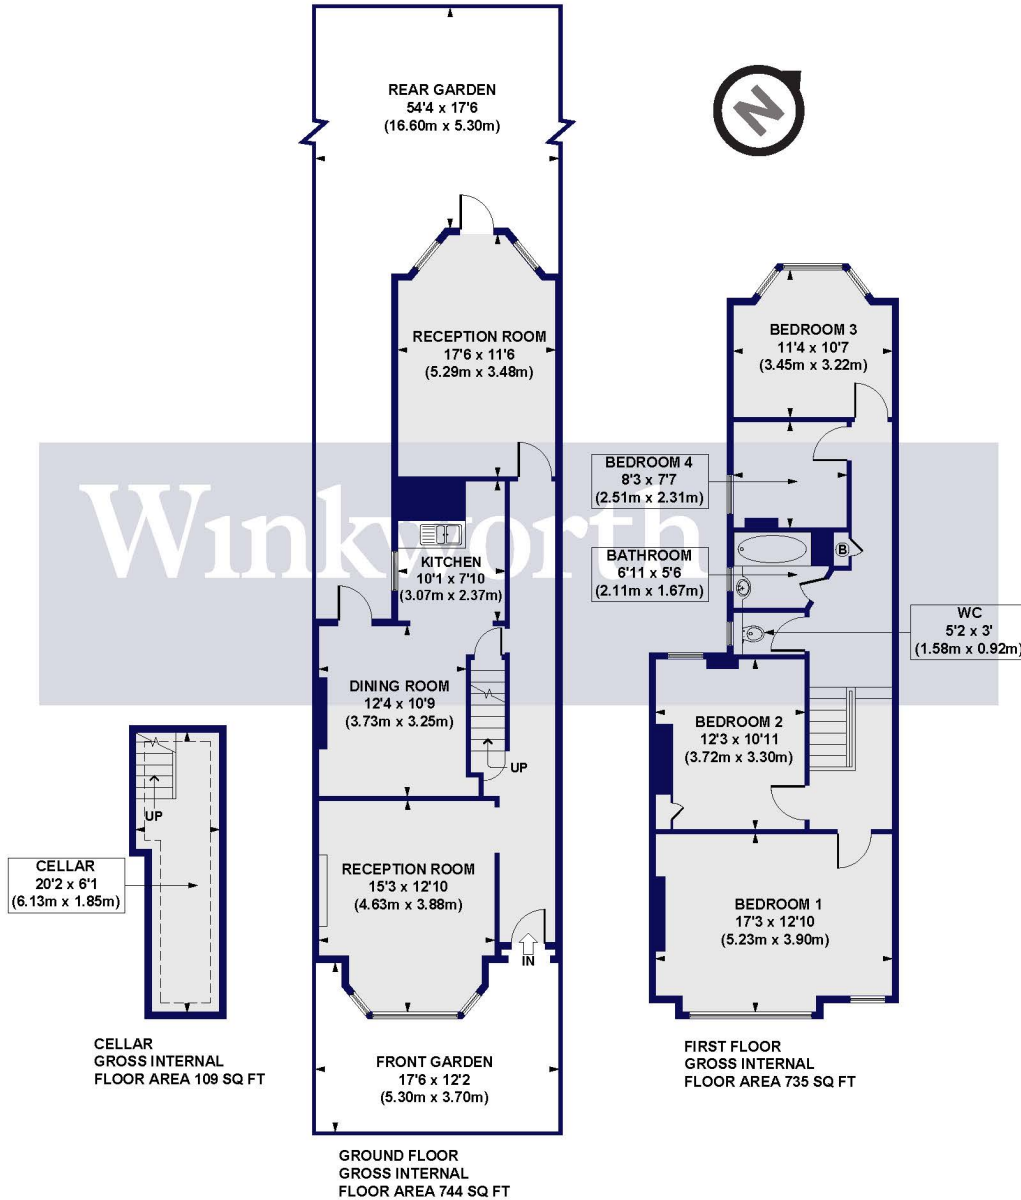 REAR GARDEN
54'4 x 17'6
(16.60m x 5.30m)
N
RECEPTION ROOM
17'6 x 11'6
(5.29m x 3.48m)
BEDROOM 3
11'4 x 10'7
(3.45m x 3.22m)
Winkworth
BEDROOM 4
8'3 x 7'7
(2.51m x 2.31m)
KITCHEN
10'1 x 7'10
(3.07m x 2.37m)
BATHROOM
6'11 x 5'6
(2.11m x 1.67m)
B
WC
5'2 x 3'
(1.58m x 0.92m)
DINING ROOM
12'4 x 10'9
(3.73m x 3.25m)
UP
BEDROOM 2
12'3 x 10'11
(3.72m x 3.30m)
UP
CELLAR
20'2 x 6'1
(6.13m x 1.85m)
RECEPTION ROOM
15'3 x 12'10
(4.63m x 3.88m)
IN
BEDROOM 1
17'3 x 12'10
(5.23m x 3.90m)
FRONT GARDEN
17'6 x 12'2
(5.30m x 3.70m)
CELLAR
GROSS INTERNAL
FLOOR AREA 109 SQ FT
FIRST FLOOR
GROSS INTERNAL
FLOOR AREA 735 SQ FT
GROUND FLOOR
GROSS INTERNAL
FLOOR AREA 744 SQ FT